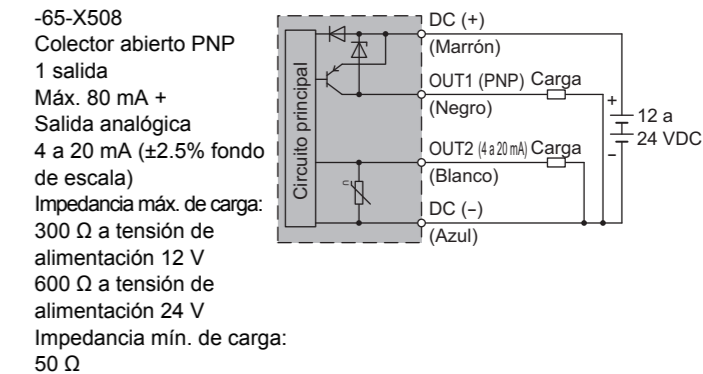 -65-X508
Colector abierto PNP
1 salida
Máx. 80 mA +
Salida analógica
4 a 20 mA (±2.5% fondo
de escala)
Impedancia máx. de carga:
300 Ω a tensión de
alimentación 12 V
600 Ω a tensión de
alimentación 24 V
Impedancia mín. de carga:
50 Ω
Circuito principal
DC (+)
(Marrón)
OUT1 (PNP) Carga
(Negro)
OUT2 (4 a 20 mA) Carga
(Blanco)
DC (−)
(Azul)
+
12 a
24 VDC
−